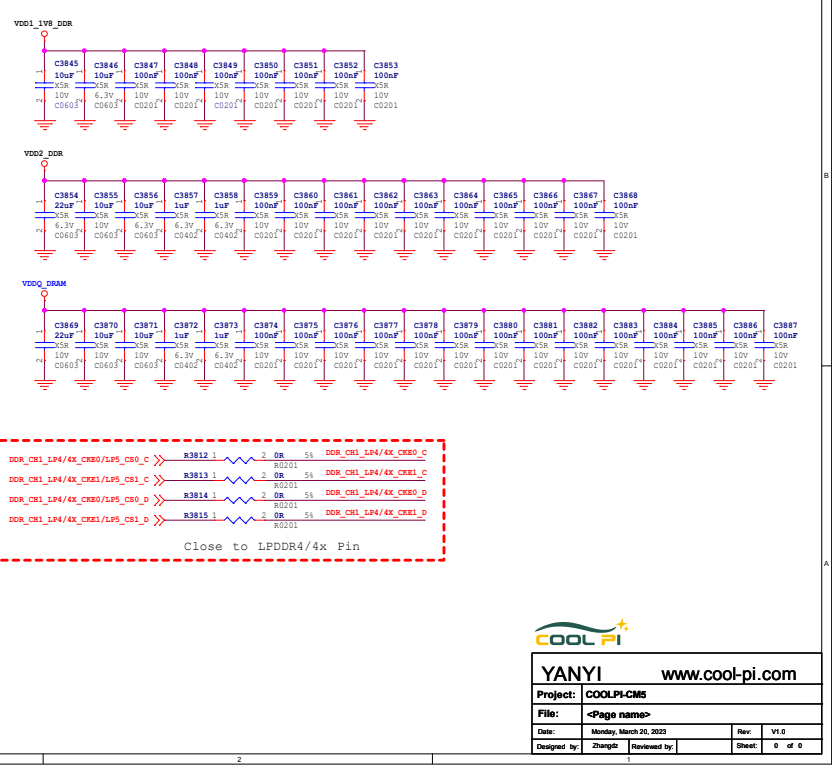 VDD1_1V8_DDR
C3845 C3846 C3847 C3848 C3849 C3850 C3851 C3852 C3853
10uF 10uF 100nF 100nF 100nF 100nF 100nF 100nF 100nF
X5R X5R X5R X5R X5R X5R X5R X5R X5R
10V 6.3V 10V 10V 10V 10V 10V 10V 10V
C0603 C0603 C0201 C0201 C0201 C0201 C0201 C0201 C0201
VDD2_DDR
B
C3854 C3855 C3856 C3857 C3858 C3859 C3860 C3861 C3862 C3863 C3864 C3865 C3866 C3867 C3868
22uF 10uF 10uF 1uF 1uF 100nF 100nF 100nF 100nF 100nF 100nF 100nF 100nF 100nF 100nF
X5R X5R X5R X5R X5R X5R X5R X5R X5R X5R X5R X5R X5R X5R X5R
6.3V 10V 6.3V 6.3V 6.3V 10V 10V 10V 10V 10V 10V 10V 10V 10V 10V
C0603 C0603 C0603 C0402 C0402 C0201 C0201 C0201 C0201 C0201 C0201 C0201 C0201 C0201 C0201
VDDQ_DRAM
C3869 C3870 C3871 C3872 C3873 C3874 C3875 C3876 C3877 C3878 C3879 C3880 C3881 C3882 C3883 C3884 C3885 C3886 C3887
22uF 10uF 10uF 1uF 1uF 100nF 100nF 100nF 100nF 100nF 100nF 100nF 100nF 100nF 100nF 100nF 100nF 100nF 100nF
X5R X5R X5R X5R X5R X5R X5R X5R X5R X5R X5R X5R X5R X5R X5R X5R X5R X5R X5R
10V 10V 10V 6.3V 6.3V 10V 10V 10V 10V 10V 10V 10V 10V 10V 10V 10V 10V 10V 10V
C0603 C0603 C0603 C0402 C0402 C0201 C0201 C0201 C0201 C0201 C0201 C0201 C0201 C0201 C0201 C0201 C0201 C0201 C0201
DDR_CH1_LP4/4X_CKE0/LP5_CS0_C R3812 1 2 0R 5% DDR_CH1_LP4/4X_CKE0_C
R0201
DDR_CH1_LP4/4X_CKE1/LP5_CS1_C R3813 1 2 0R 5% DDR_CH1_LP4/4X_CKE1_C
R0201
DDR_CH1_LP4/4X_CKE0/LP5_CS0_D R3814 1 2 0R 5% DDR_CH1_LP4/4X_CKE0_D
R0201
DDR_CH1_LP4/4X_CKE1/LP5_CS1_D R3815 1 2 0R 5% DDR_CH1_LP4/4X_CKE1_D
R0201
Close to LPDDR4/4x Pin
A
COOL PI
YANYI www.cool-pi.com
Project: COOLPI-CM5
File: <Page name>
Date: Monday, March 20, 2023 Rev: V1.0
Designed by: Zhangdz Reviewed by: Sheet: 0 of 0
2 1